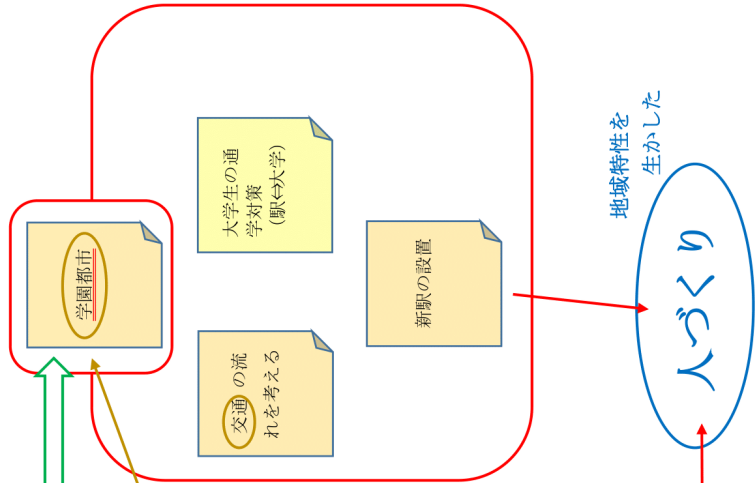 学園都市
大学生の通
学対策
(駅⇔大学)
交通の流
れを考える
新駅の設置
地域特性を
生かした
人づくり